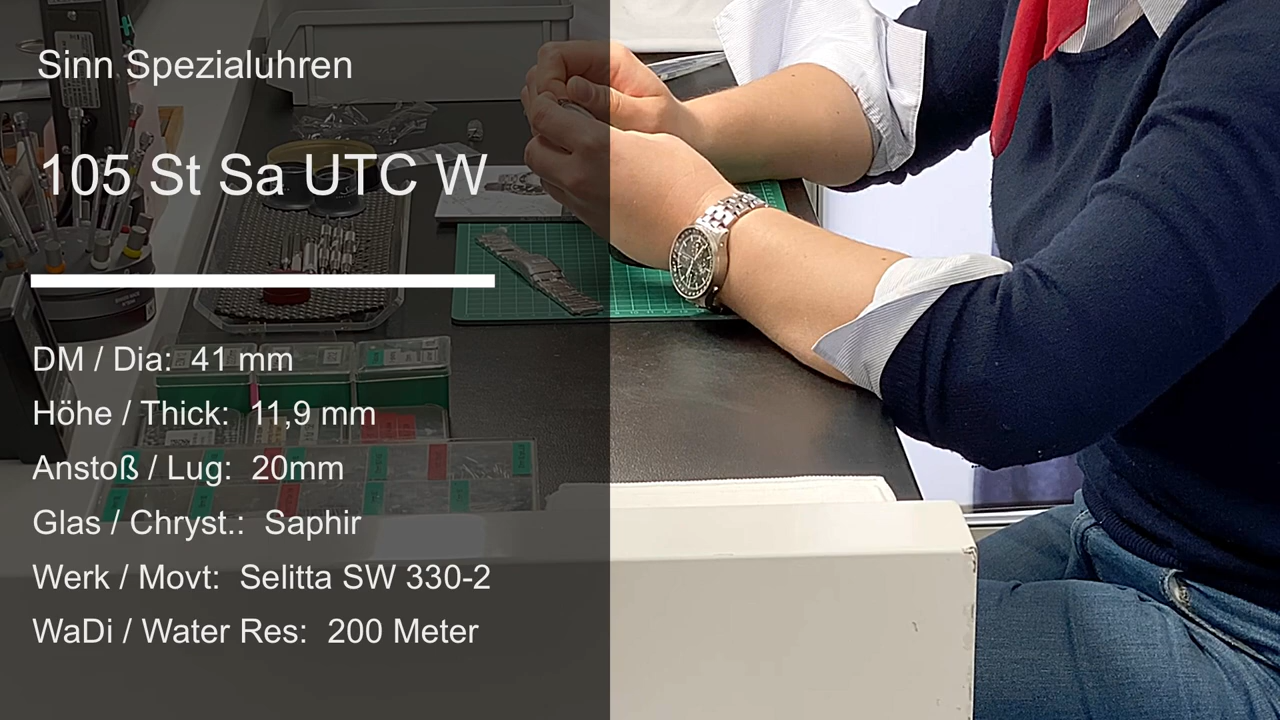 Sinn Spezialuhren
105 St Sa UTC W
DM / Dia: 41 mm
Höhe / Thick: 11,9 mm
Anstoß / Lug: 20mm
Glas / Chryst.: Saphir
Werk / Movt: Selitta SW 330-2
WaDi / Water Res: 200 Meter